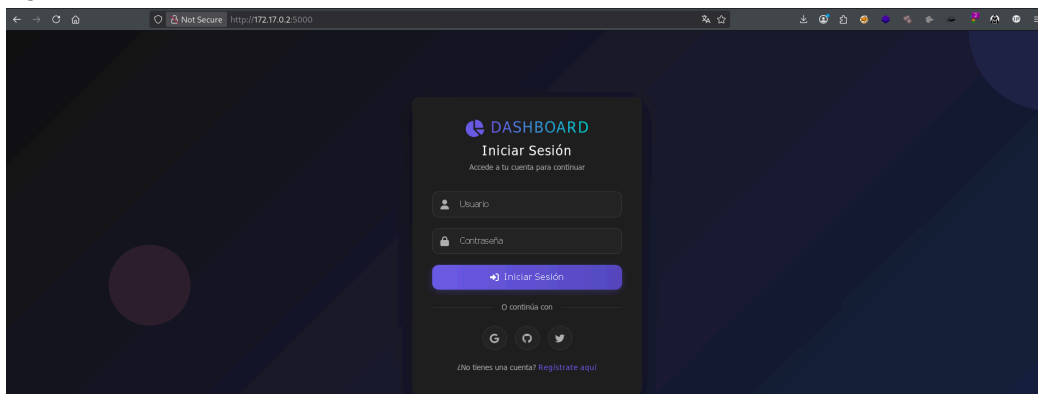 Not Secure http://172.17.0.2:5000
DASHBOARD
Iniciar Sesión
Accede a tu cuenta para continuar
Usuario
Contraseña
Iniciar Sesión
O continúa con
G
¿No tienes una cuenta? Regístrate aquí